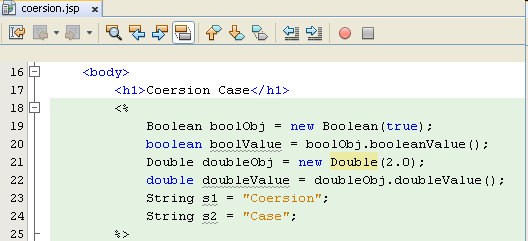 coersion.jsp
16 <body>
17 <h1>Coersion Case</h1>
18 <%
19 Boolean boolObj = new Boolean(true);
20 boolean boolValue = boolObj.booleanValue();
21 Double doubleObj = new Double(2.0);
22 double doubleValue = doubleObj.doubleValue();
23 String s1 = "Coersion";
24 String s2 = "Case";
25 %>